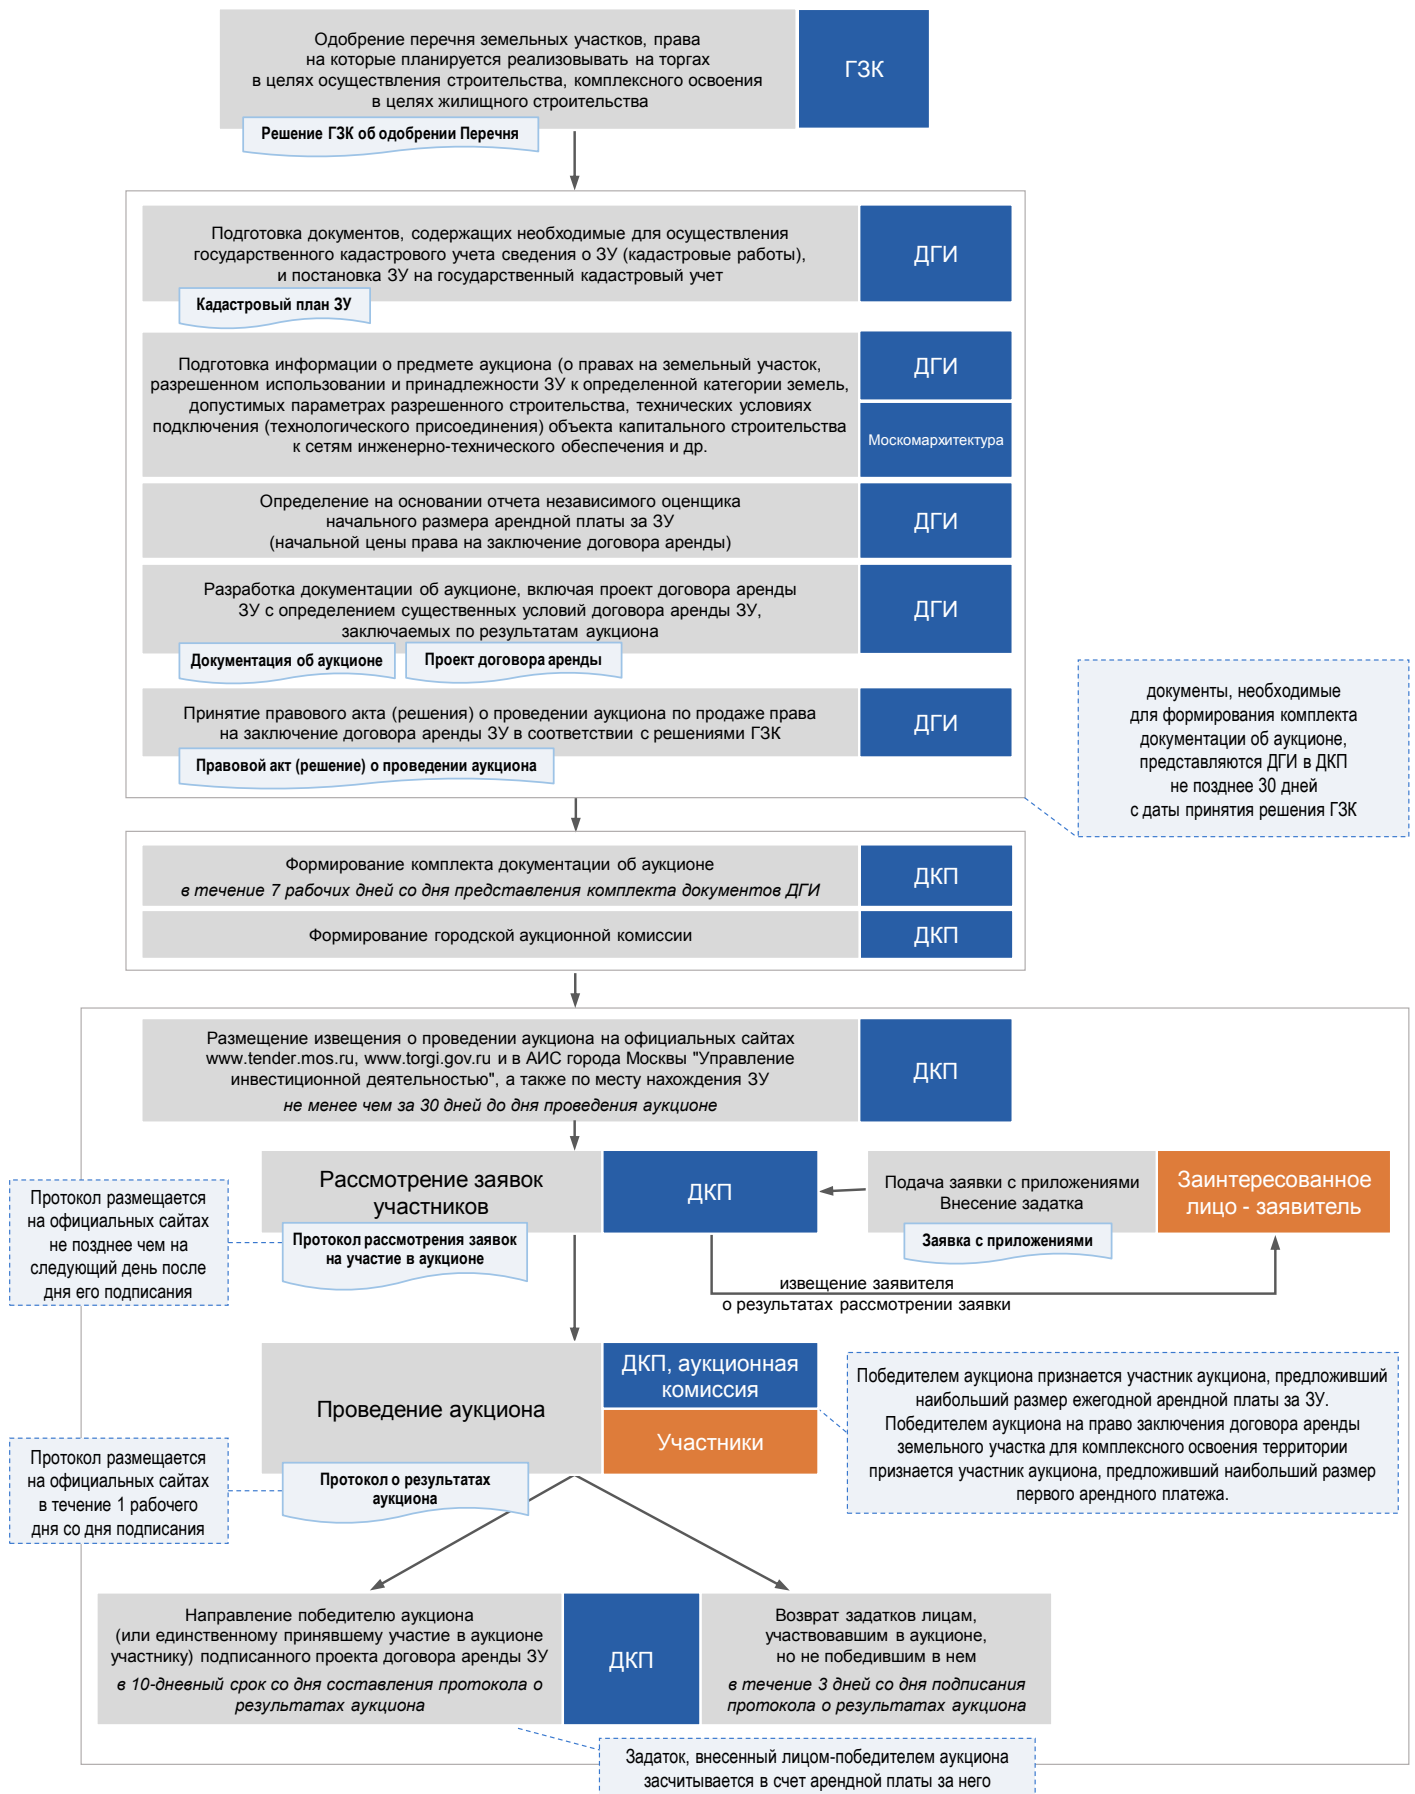 Одобрение перечня земельных участков, права
на которые планируется реализовывать на торгах
в целях осуществления строительства, комплексного освоения
в целях жилищного строительства
ГЗК
Решение ГЗК об одобрении Перечня
Подготовка документов, содержащих необходимые для осуществления
государственного кадастрового учета сведения о ЗУ (кадастровые работы),
и постановка ЗУ на государственный кадастровый учет
ДГИ
Кадастровый план ЗУ
Подготовка информации о предмете аукциона (о правах на земельный участок,
разрешенном использовании и принадлежности ЗУ к определенной категории земель,
допустимых параметрах разрешенного строительства, технических условиях
подключения (технологического присоединения) объекта капитального строительства
к сетям инженерно-технического обеспечения и др.
ДГИ
Москомархитектура
Определение на основании отчета независимого оценщика
начального размера арендной платы за ЗУ
(начальной цены права на заключение договора аренды)
ДГИ
Разработка документации об аукционе, включая проект договора аренды
ЗУ с определением существенных условий договора аренды ЗУ,
заключаемых по результатам аукциона
ДГИ
Документация об аукционе
Проект договора аренды
Принятие правового акта (решения) о проведении аукциона по продаже права
на заключение договора аренды ЗУ в соответствии с решениями ГЗК
ДГИ
Правовой акт (решение) о проведении аукциона
документы, необходимые
для формирования комплекта
документации об аукционе,
представляются ДГИ в ДКП
не позднее 30 дней
с даты принятия решения ГЗК
Формирование комплекта документации об аукционе
в течение 7 рабочих дней со дня представления комплекта документов ДГИ
ДКП
Формирование городской аукционной комиссии
ДКП
Размещение извещения о проведении аукциона на официальных сайтах
www.tender.mos.ru, www.torgi.gov.ru и в АИС города Москвы "Управление
инвестиционной деятельностью", а также по месту нахождения ЗУ
не менее чем за 30 дней до дня проведения аукционе
ДКП
Рассмотрение заявок
участников
ДКП
Подача заявки с приложениями
Внесение задатка
Заинтересованное
лицо - заявитель
Протокол размещается
на официальных сайтах
не позднее чем на
следующий день после
дня его подписания
Протокол рассмотрения заявок
на участие в аукционе
Заявка с приложениями
извещение заявителя
о результатах рассмотрении заявки
Проведение аукциона
ДКП, аукционная
комиссия
Участники
Победителем аукциона признается участник аукциона, предложивший
наибольший размер ежегодной арендной платы за ЗУ.
Победителем аукциона на право заключения договора аренды
земельного участка для комплексного освоения территории
признается участник аукциона, предложивший наибольший размер
первого арендного платежа.
Протокол размещается
на официальных сайтах
в течение 1 рабочего
дня со дня подписания
Протокол о результатах
аукциона
Направление победителю аукциона
(или единственному принявшему участие в аукционе
участнику) подписанного проекта договора аренды ЗУ
в 10-дневный срок со дня составления протокола о
результатах аукциона
ДКП
Возврат задатков лицам,
участвовавшим в аукционе,
но не победившим в нем
в течение 3 дней со дня подписания
протокола о результатах аукциона
Задаток, внесенный лицом-победителем аукциона
засчитывается в счет арендной платы за него